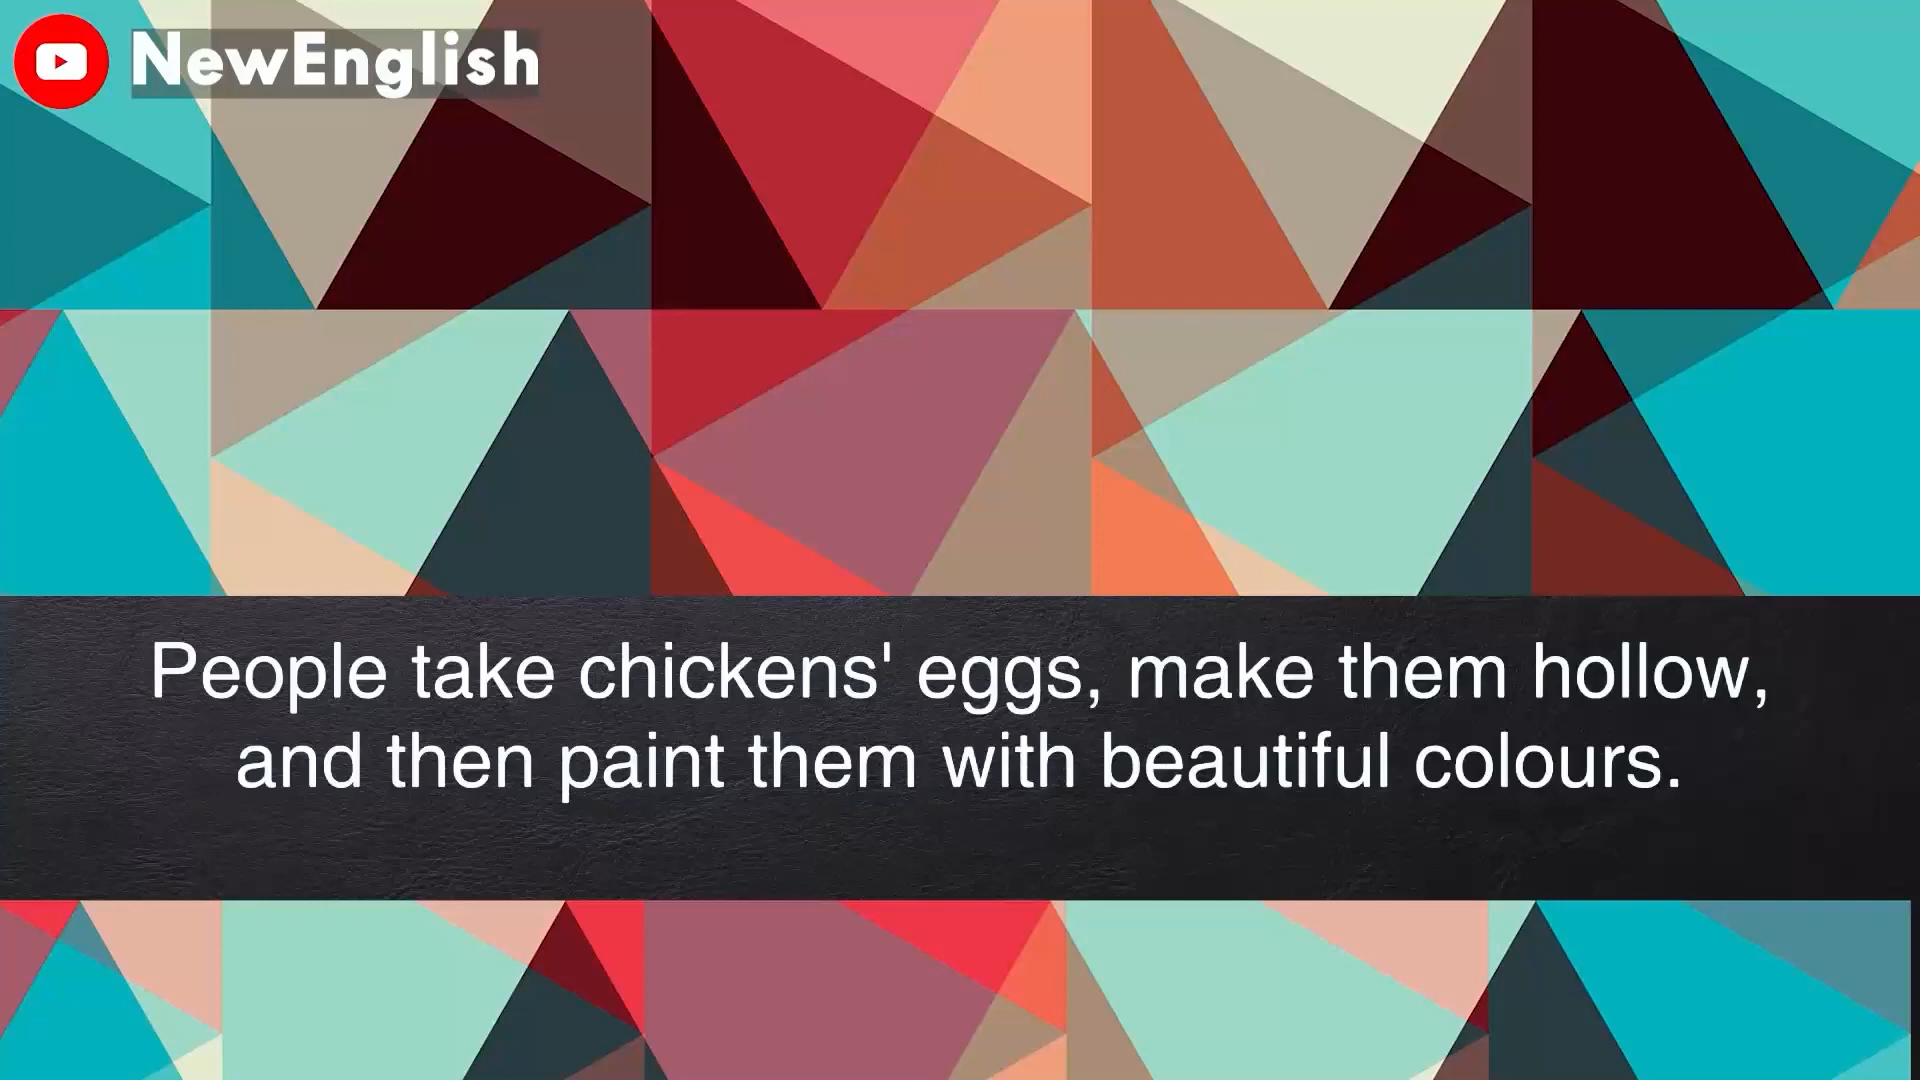 NewEnglish
People take chickens' eggs, make them hollow,
and then paint them with beautiful colours.